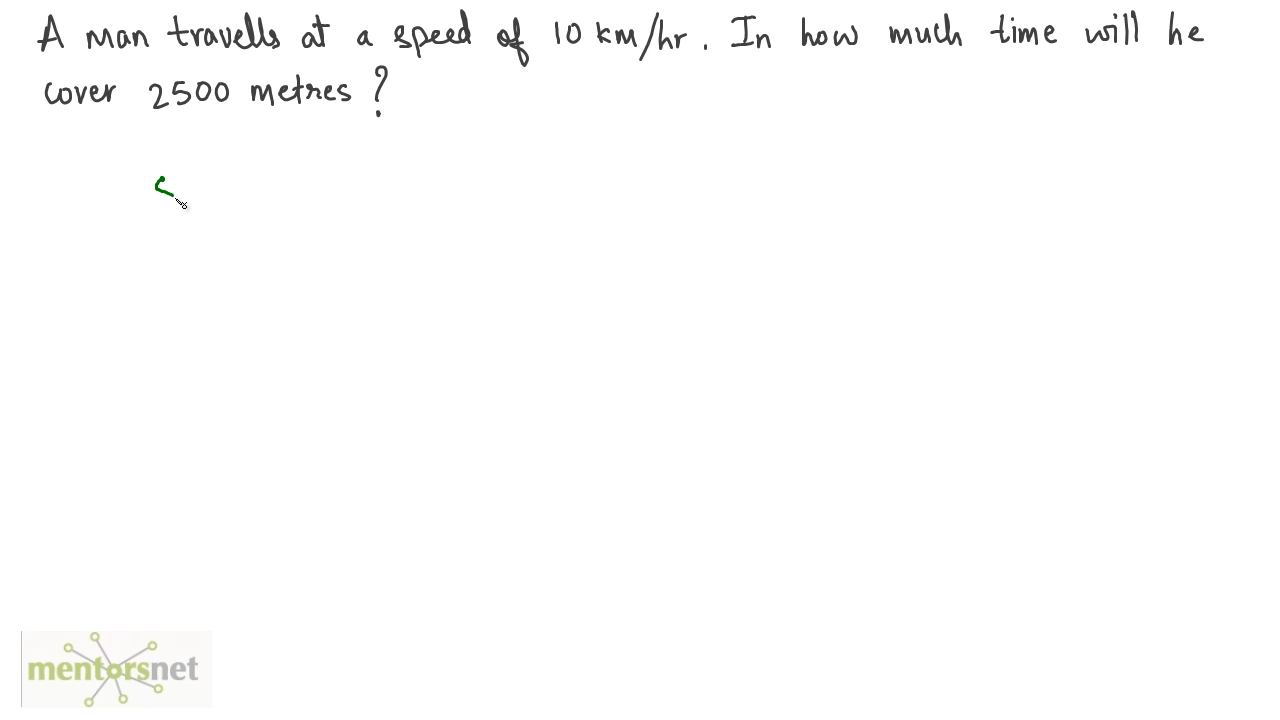 A man travells at a speed of 10 km/hr. In how much time will he
cover 2500 metres ?
mentorsnet